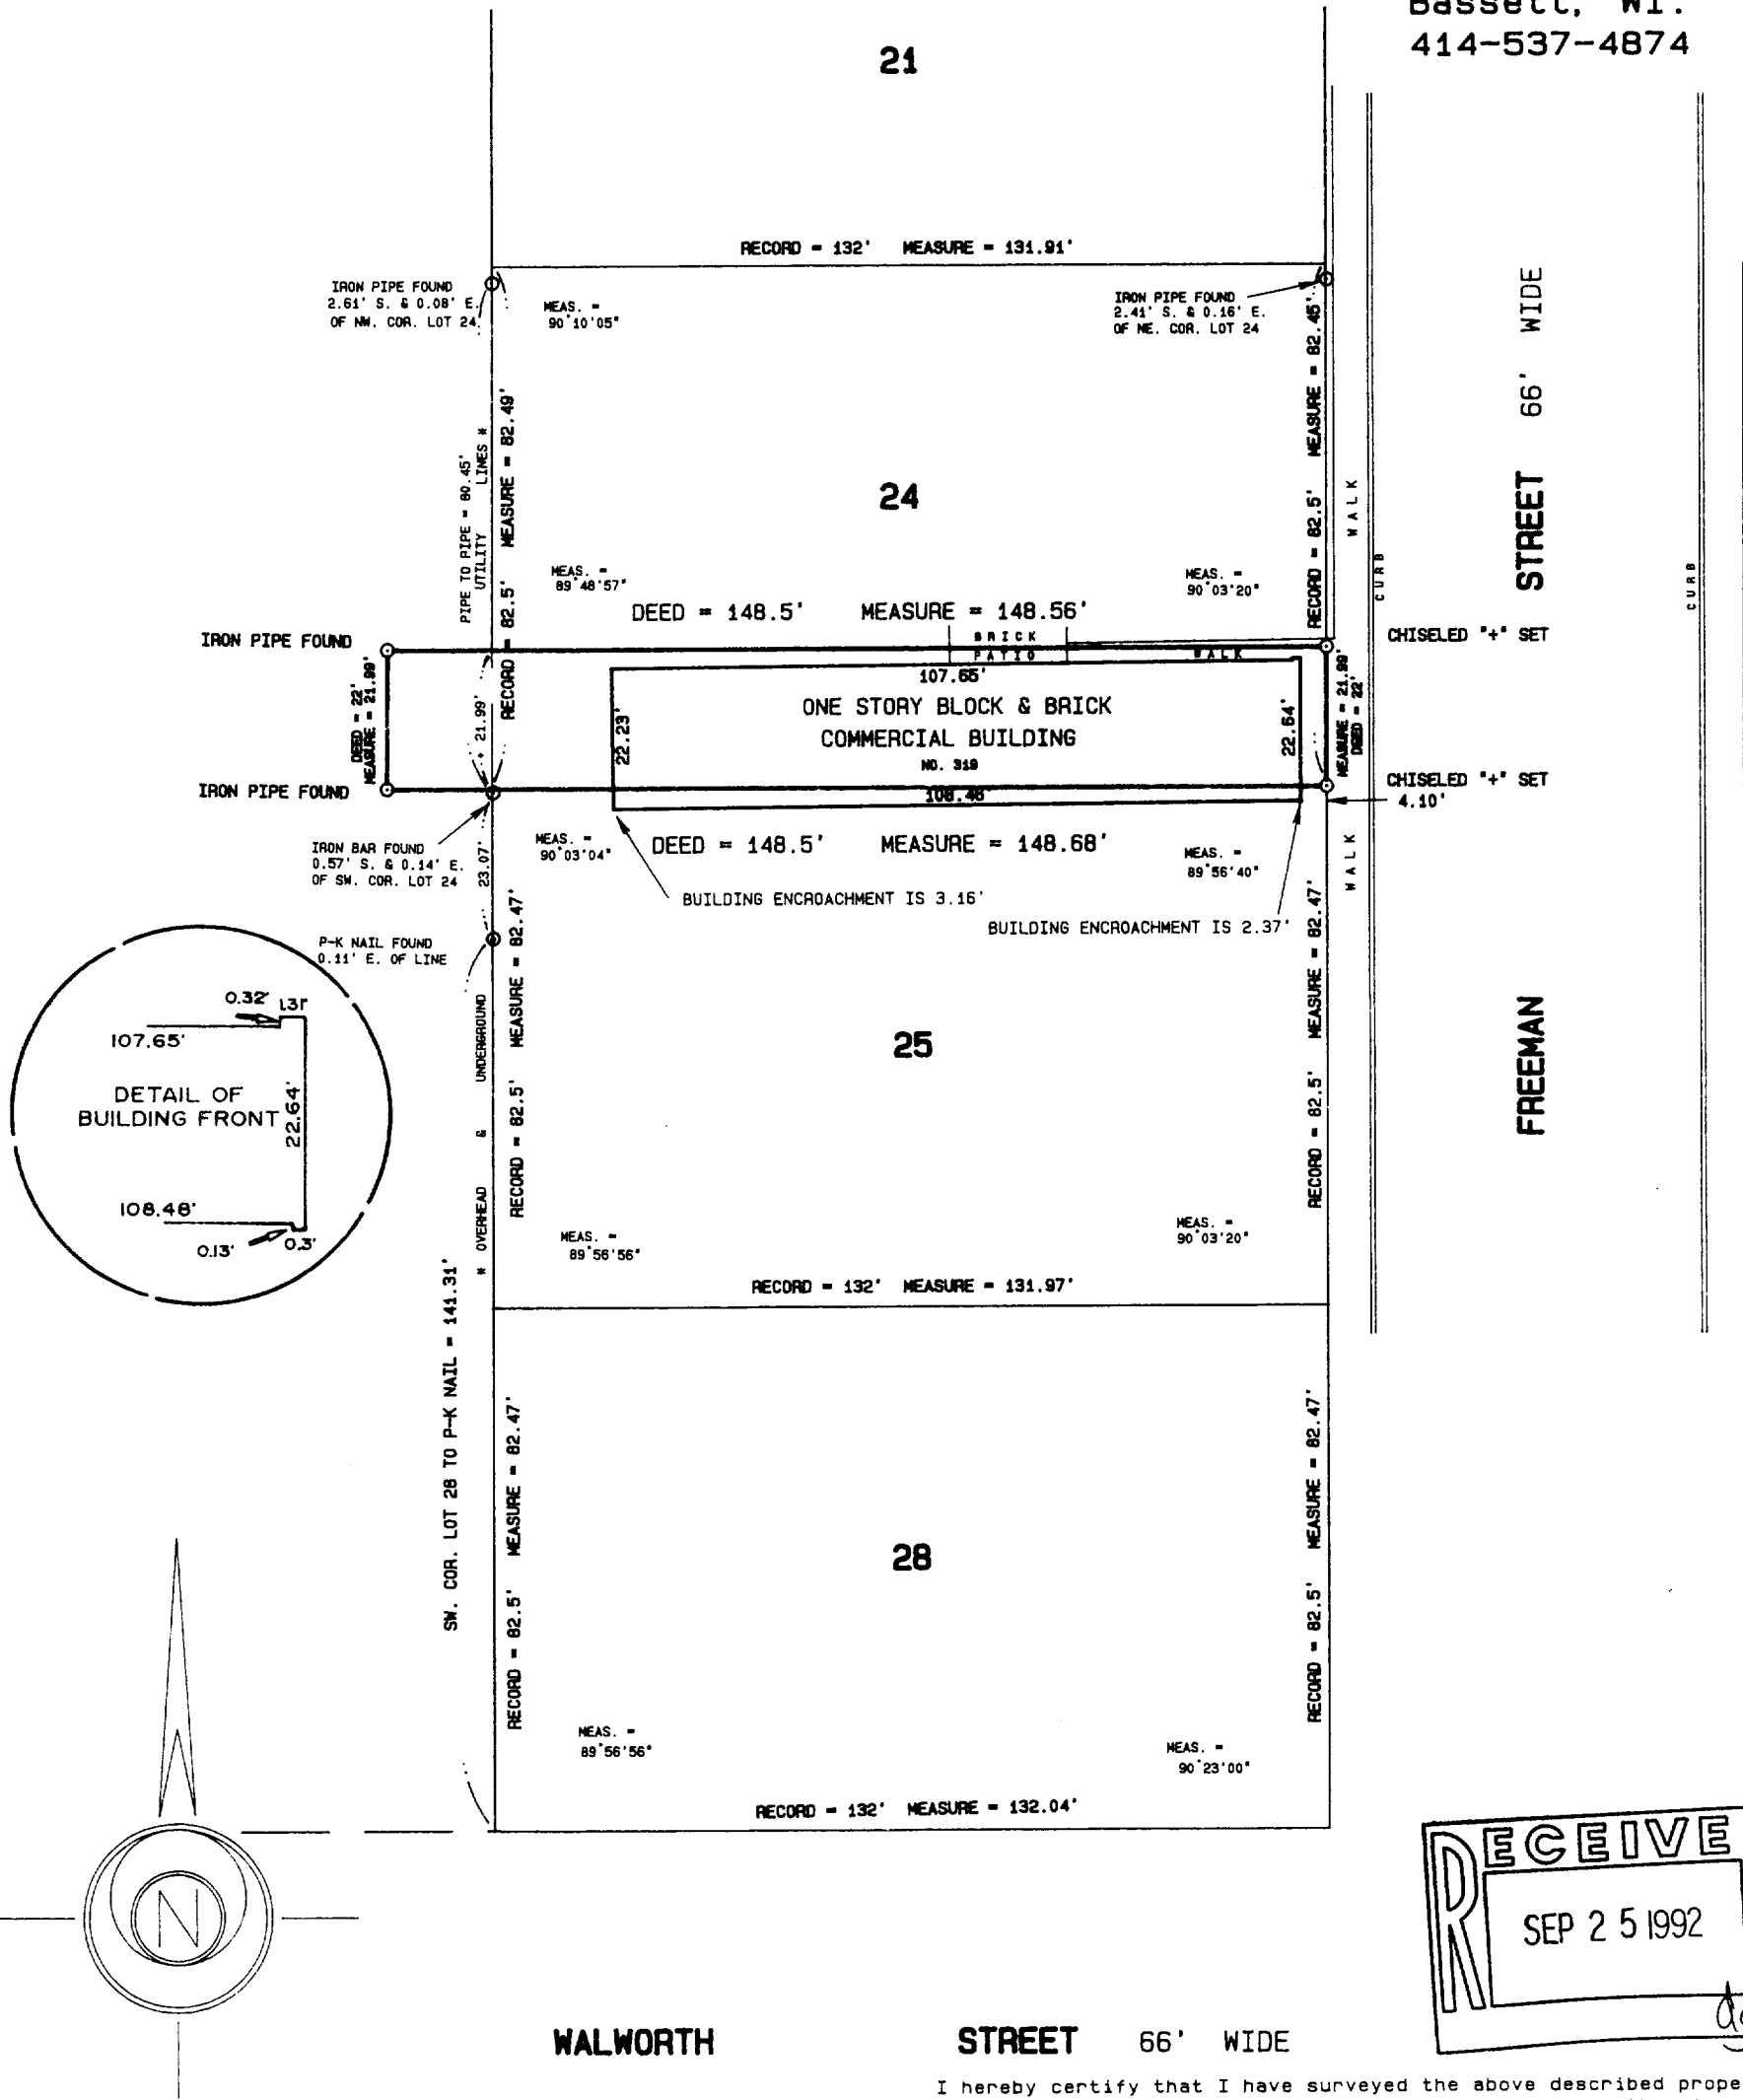 Bassett, WI.
414-537-4874
21
RECORD = 132' MEASURE = 131.91'
IRON PIPE FOUND
2.61' S. & 0.08' E.
OF NW. COR. LOT 24
MEAS. =
90°10'05"
IRON PIPE FOUND
2.41' S. & 0.16' E.
OF NE. COR. LOT 24
RECORD = 82.5' MEASURE = 82.49'
PIPE TO PIPE = 80.45'
UTILITY LINES *
RECORD = 82.5' MEASURE = 82.45'
24
WALK
CURB
CURB
FREEMAN STREET 66' WIDE
MEAS. =
89°48'57"
MEAS. =
90°03'20"
DEED = 148.5' MEASURE = 148.56'
IRON PIPE FOUND
CHISELED "+" SET
BRICK
PATIO
WALK
107.65'
DEED = 22'
MEASURE = 21.99'
21.99'
22.23'
ONE STORY BLOCK & BRICK
COMMERCIAL BUILDING
NO. 319
22.64'
MEASURE = 21.99'
DEED = 22'
IRON PIPE FOUND
108.48'
CHISELED "+" SET
4.10'
IRON BAR FOUND
0.57' S. & 0.14' E.
OF SW. COR. LOT 24
23.07'
MEAS. =
90°03'04"
DEED = 148.5' MEASURE = 148.68'
MEAS. =
89°56'40"
WALK
BUILDING ENCROACHMENT IS 3.16'
BUILDING ENCROACHMENT IS 2.37'
P-K NAIL FOUND
0.11' E. OF LINE
RECORD = 82.5' MEASURE = 82.47'
RECORD = 82.5' MEASURE = 82.47'
25
* OVERHEAD & UNDERGROUND
0.32' 1.31'
107.65'
DETAIL OF
BUILDING FRONT
22.64'
108.48'
0.13' 0.3'
MEAS. =
89°56'56"
MEAS. =
90°03'20"
RECORD = 132' MEASURE = 131.97'
SW. COR. LOT 28 TO P-K NAIL = 141.31'
RECORD = 82.5' MEASURE = 82.47'
RECORD = 82.5' MEASURE = 82.47'
28
MEAS. =
89°56'56"
MEAS. =
90°23'00"
RECORD = 132' MEASURE = 132.04'
N
RECEIVE
SEP 25 1992
WALWORTH STREET 66' WIDE
I hereby certify that I have surveyed the above described prope